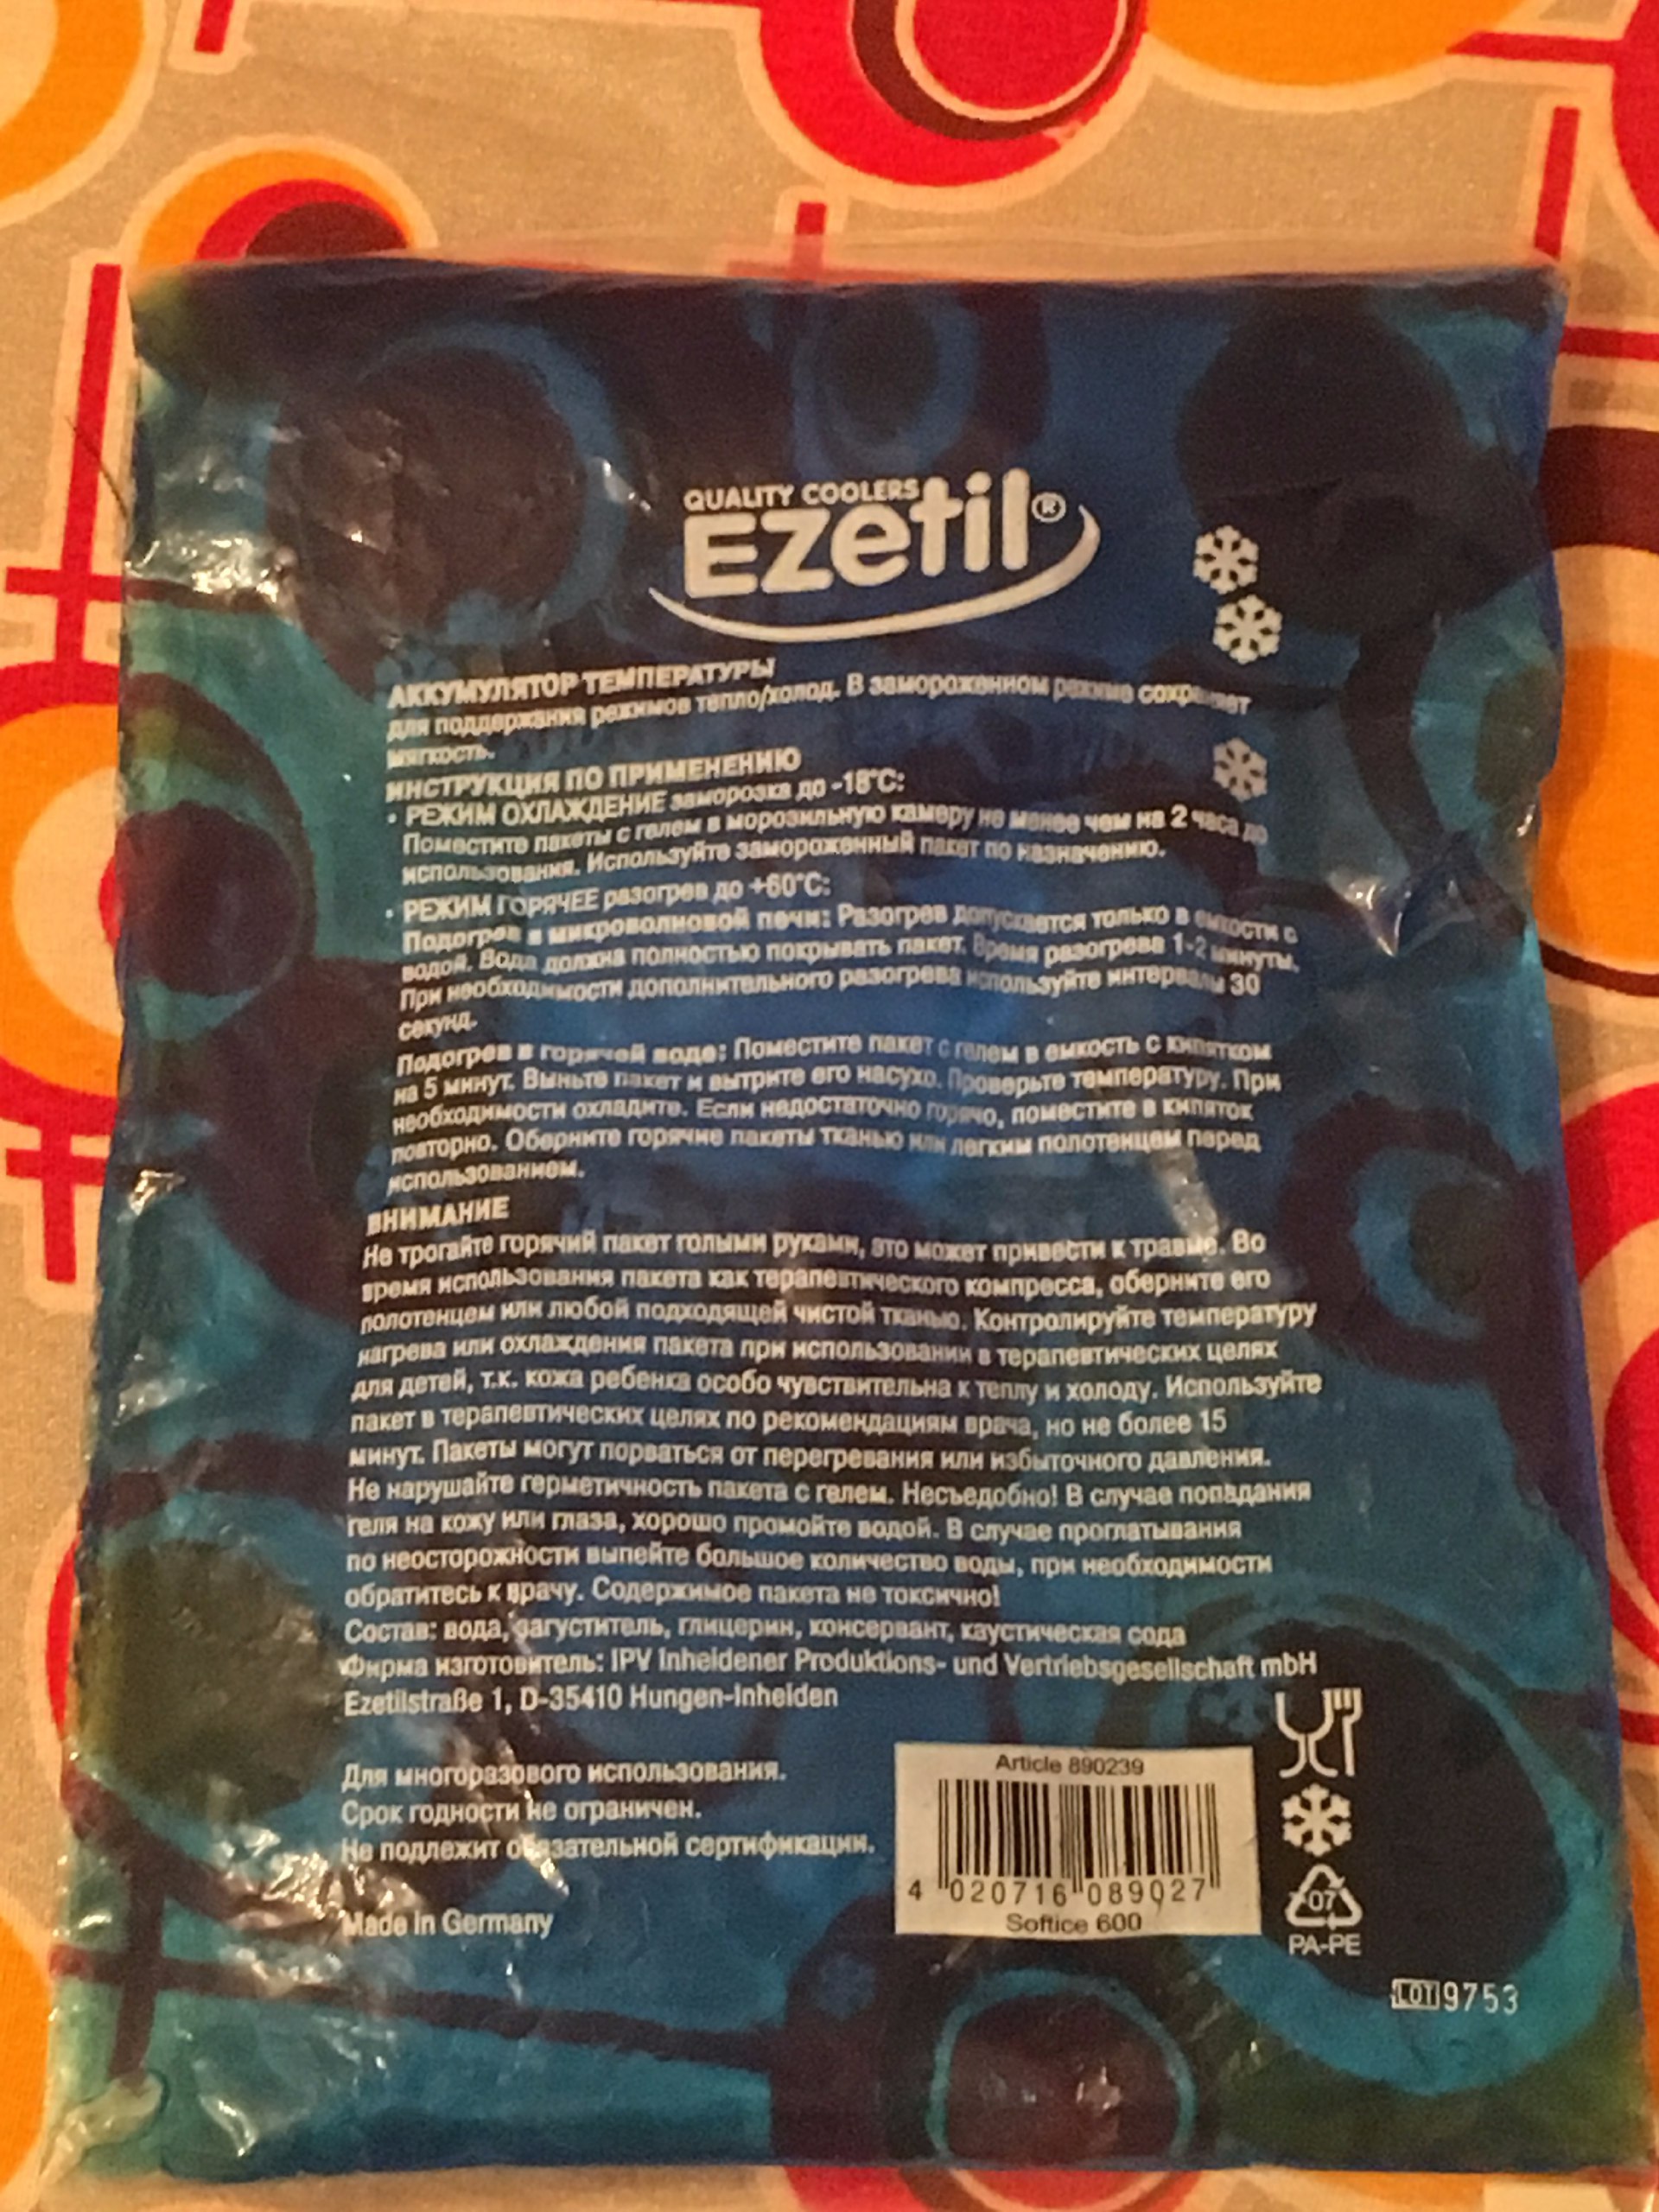 QUALITY COOLERS
Ezetil®
АККУМУЛЯТОР ТЕМПЕРАТУРЫ
для поддержания режимов тепло/холод. В замороженном режиме сохраняет
мягкость.
ИНСТРУКЦИЯ ПО ПРИМЕНЕНИЮ
• РЕЖИМ ОХЛАЖДЕНИЕ заморозка до -18°C:
Поместите пакеты с гелем в морозильную камеру не менее чем на 2 часа до
использования. Используйте замороженный пакет по назначению.
• РЕЖИМ ГОРЯЧЕЕ разогрев до +60°C:
Подогрев в микроволновой печи: Разогрев допускается только в емкости с
водой. Вода должна полностью покрывать пакет. Время разогрева 1-2 минуты.
При необходимости дополнительного разогрева используйте интервалы 30
секунд.
Подогрев в горячей воде: Поместите пакет с гелем в емкость с кипятком
на 5 минут. Выньте пакет и вытрите его насухо. Проверьте температуру. При
необходимости охладите. Если недостаточно горячо, поместите в кипяток
повторно. Оберните горячие пакеты тканью или легким полотенцем перед
использованием.
ВНИМАНИЕ
Не трогайте горячий пакет голыми руками, это может привести к травме. Во
время использования пакета как терапевтического компресса, оберните его
полотенцем или любой подходящей чистой тканью. Контролируйте температуру
нагрева или охлаждения пакета при использовании в терапевтических целях
для детей, т.к. кожа ребенка особо чувствительна к теплу и холоду. Используйте
пакет в терапевтических целях по рекомендациям врача, но не более 15
минут. Пакеты могут порваться от перегревания или избыточного давления.
Не нарушайте герметичность пакета с гелем. Несъедобно! В случае попадания
геля на кожу или глаза, хорошо промойте водой. В случае проглатывания
по неосторожности выпейте большое количество воды, при необходимости
обратитесь к врачу. Содержимое пакета не токсично!
Состав: вода, загуститель, глицерин, консервант, каустическая сода
Фирма изготовитель: IPV Inheidener Produktions- und Vertriebsgesellschaft mbH
Ezetilstraße 1, D-35410 Hungen-Inheiden
Для многоразового использования.
Срок годности не ограничен.
Не подлежит обязательной сертификации.
Made in Germany
Article 890239
4 020716 089027
Softice 600
07
PA-PE
LOT 9753